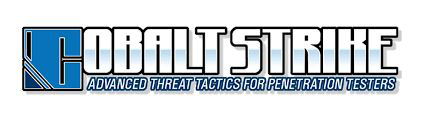 COBALT STRIKE
ADVANCED THREAT TACTICS FOR PENETRATION TESTERS